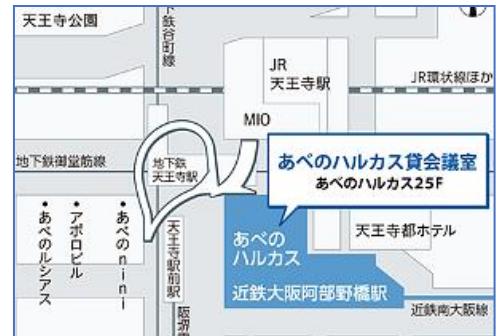 天王寺公園
下鉄谷町線
JR
天王寺駅
JR環状線ほか
MIO
地下鉄御堂筋線
地下鉄
天王寺駅
あべのハルカス貸会議室
あべのハルカス25F
・あべのnini
・アポロビル
・あべのルシアス
天王寺駅前駅
あべの
ハルカス
天王寺都ホテル
近鉄大阪阿部野橋駅
近鉄南大阪線
阪堺